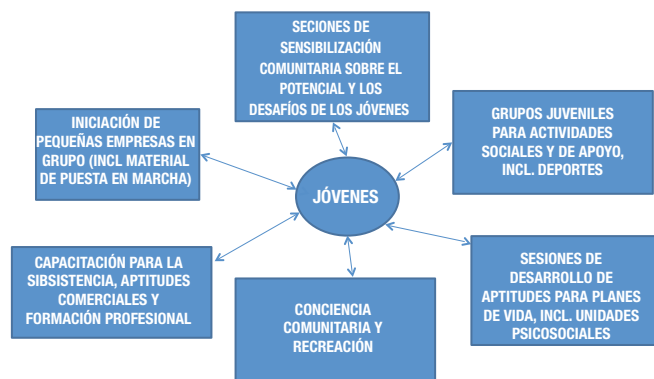 SECIONES DE
SENSIBILIZACIÓN
COMUNITARIA SOBRE EL
POTENCIAL Y LOS
DESAFÍOS DE LOS JÓVENES
INICIACIÓN DE
PEQUEÑAS EMPRESAS EN
GRUPO (INCL MATERIAL
DE PUESTA EN MARCHA)
GRUPOS JUVENILES
PARA ACTIVIDADES
SOCIALES Y DE APOYO,
INCL. DEPORTES
JÓVENES
CAPACITACIÓN PARA LA
SIBSISTENCIA, APTITUDES
COMERCIALES Y
FORMACIÓN PROFESIONAL
CONCIENCIA
COMUNITARIA Y
RECREACIÓN
SESIONES DE
DESARROLLO DE
APTITUDES PARA PLANES
DE VIDA, INCL. UNIDADES
PSICOSOCIALES